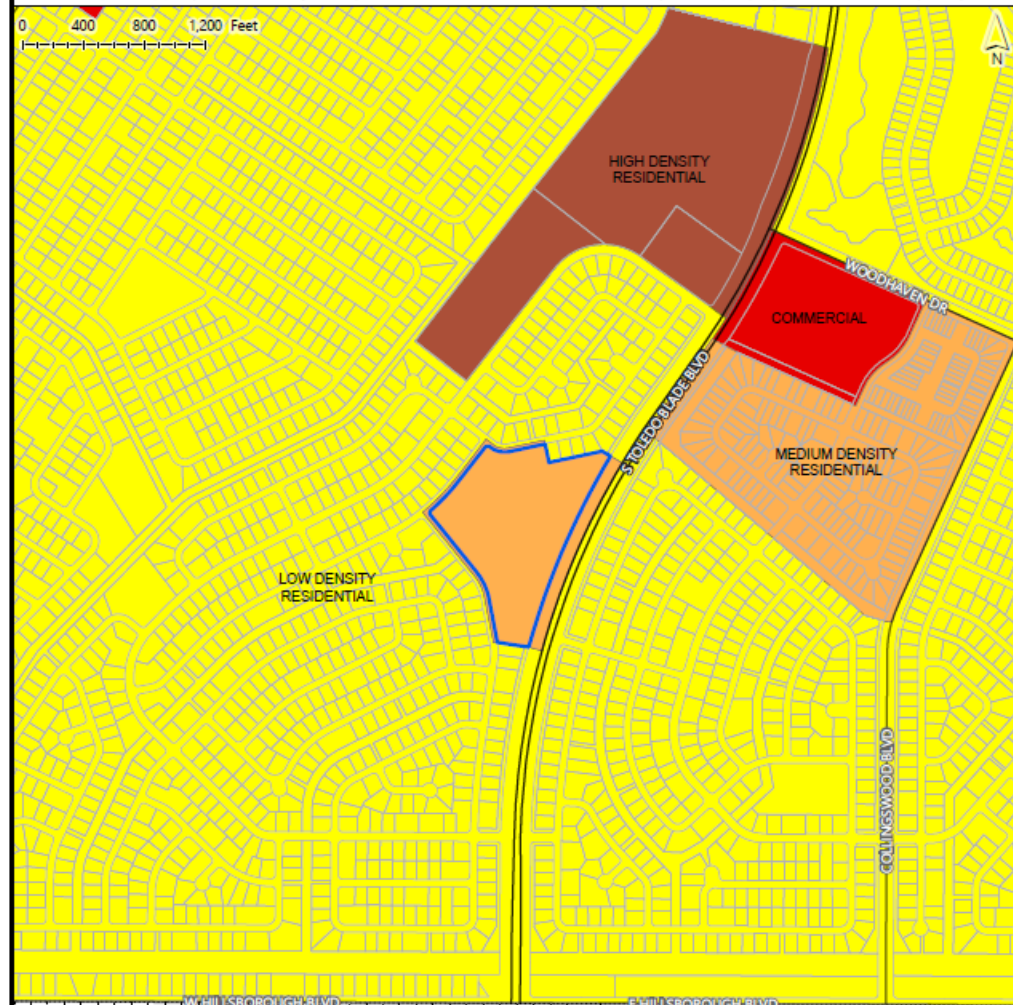 0 400 800 1,200 Feet
N
HIGH DENSITY
RESIDENTIAL
WOODHAVEN DR
COMMERCIAL
S TOLEDO BLADE BLVD
MEDIUM DENSITY
RESIDENTIAL
LOW DENSITY
RESIDENTIAL
COLLINGSWOOD BLVD
W HILLSBOROUGH BLVD
E HILLSBOROUGH BLVD